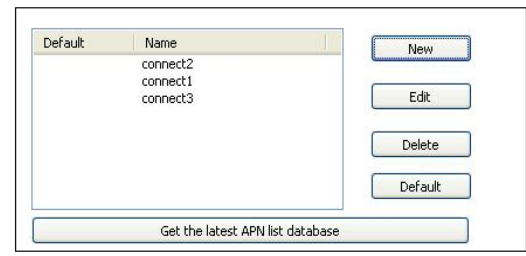 Default Name
connect2
connect1
connect3
New
Edit
Delete
Default
Get the latest APN list database